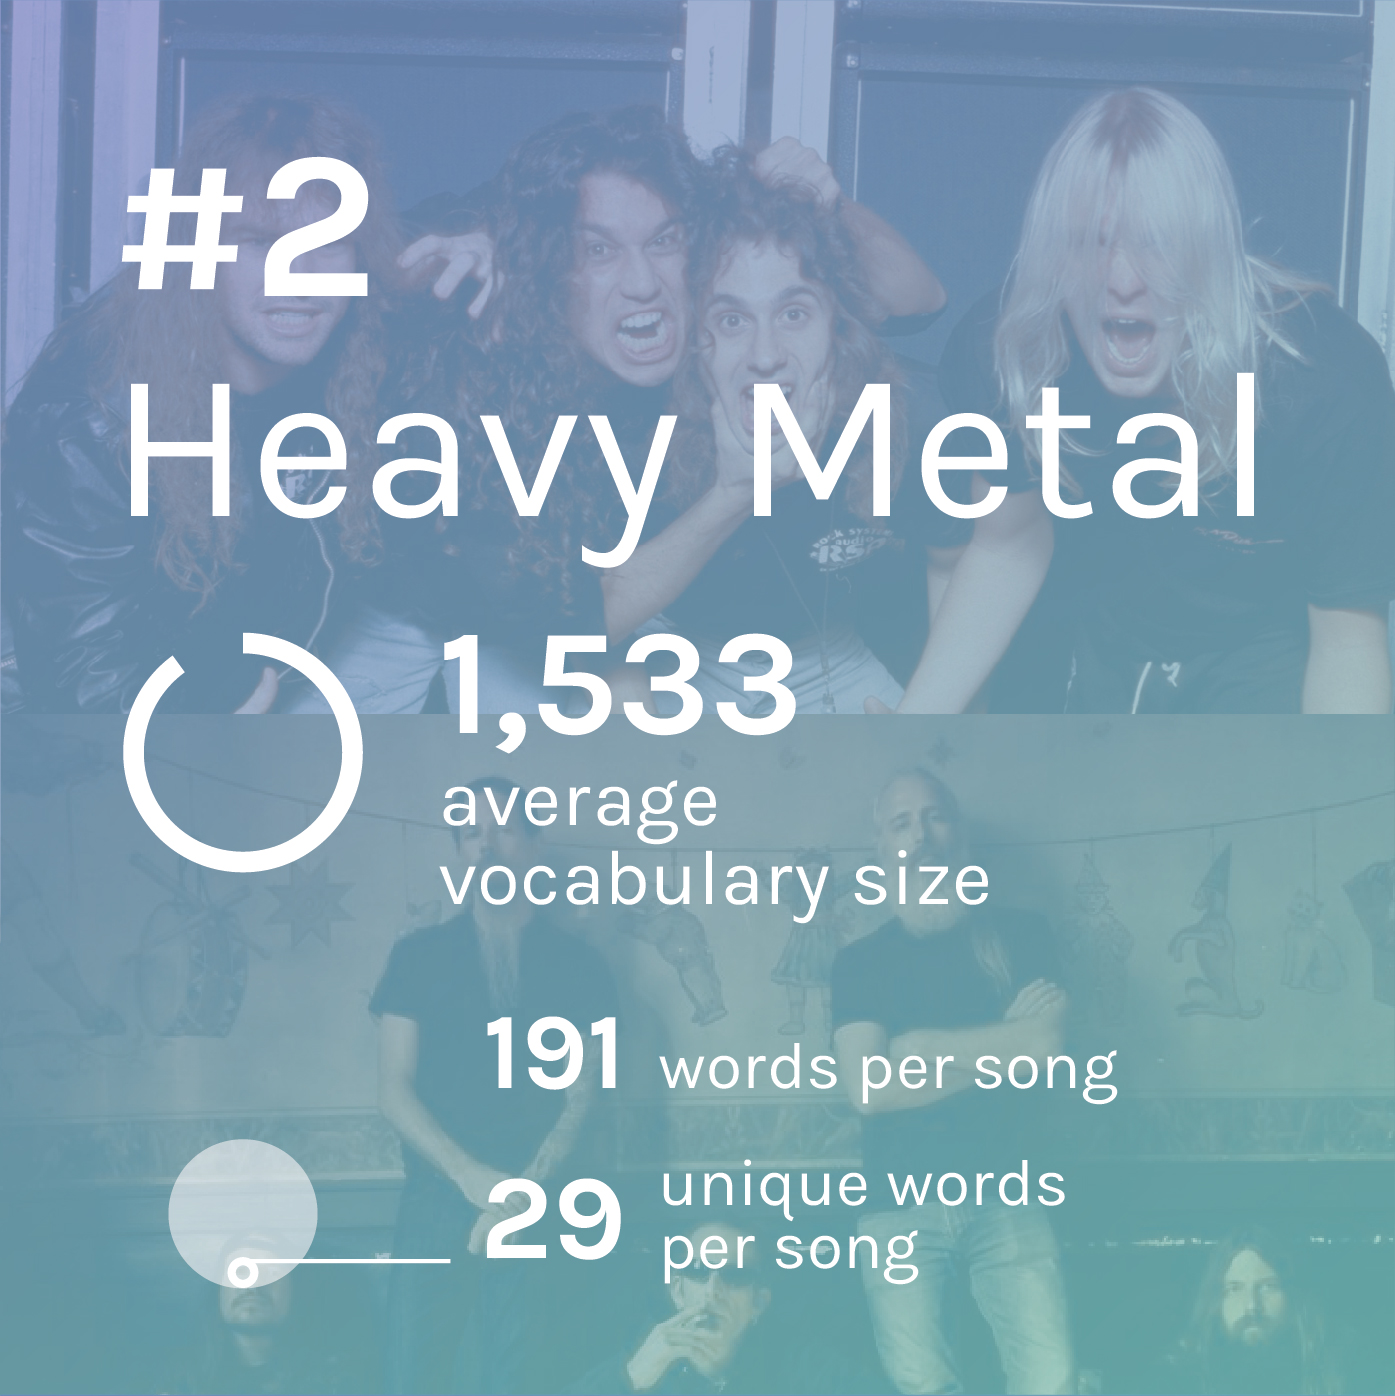 #2
Heavy Metal
1,533
average
vocabulary size
191 words per song
29 unique words
per song